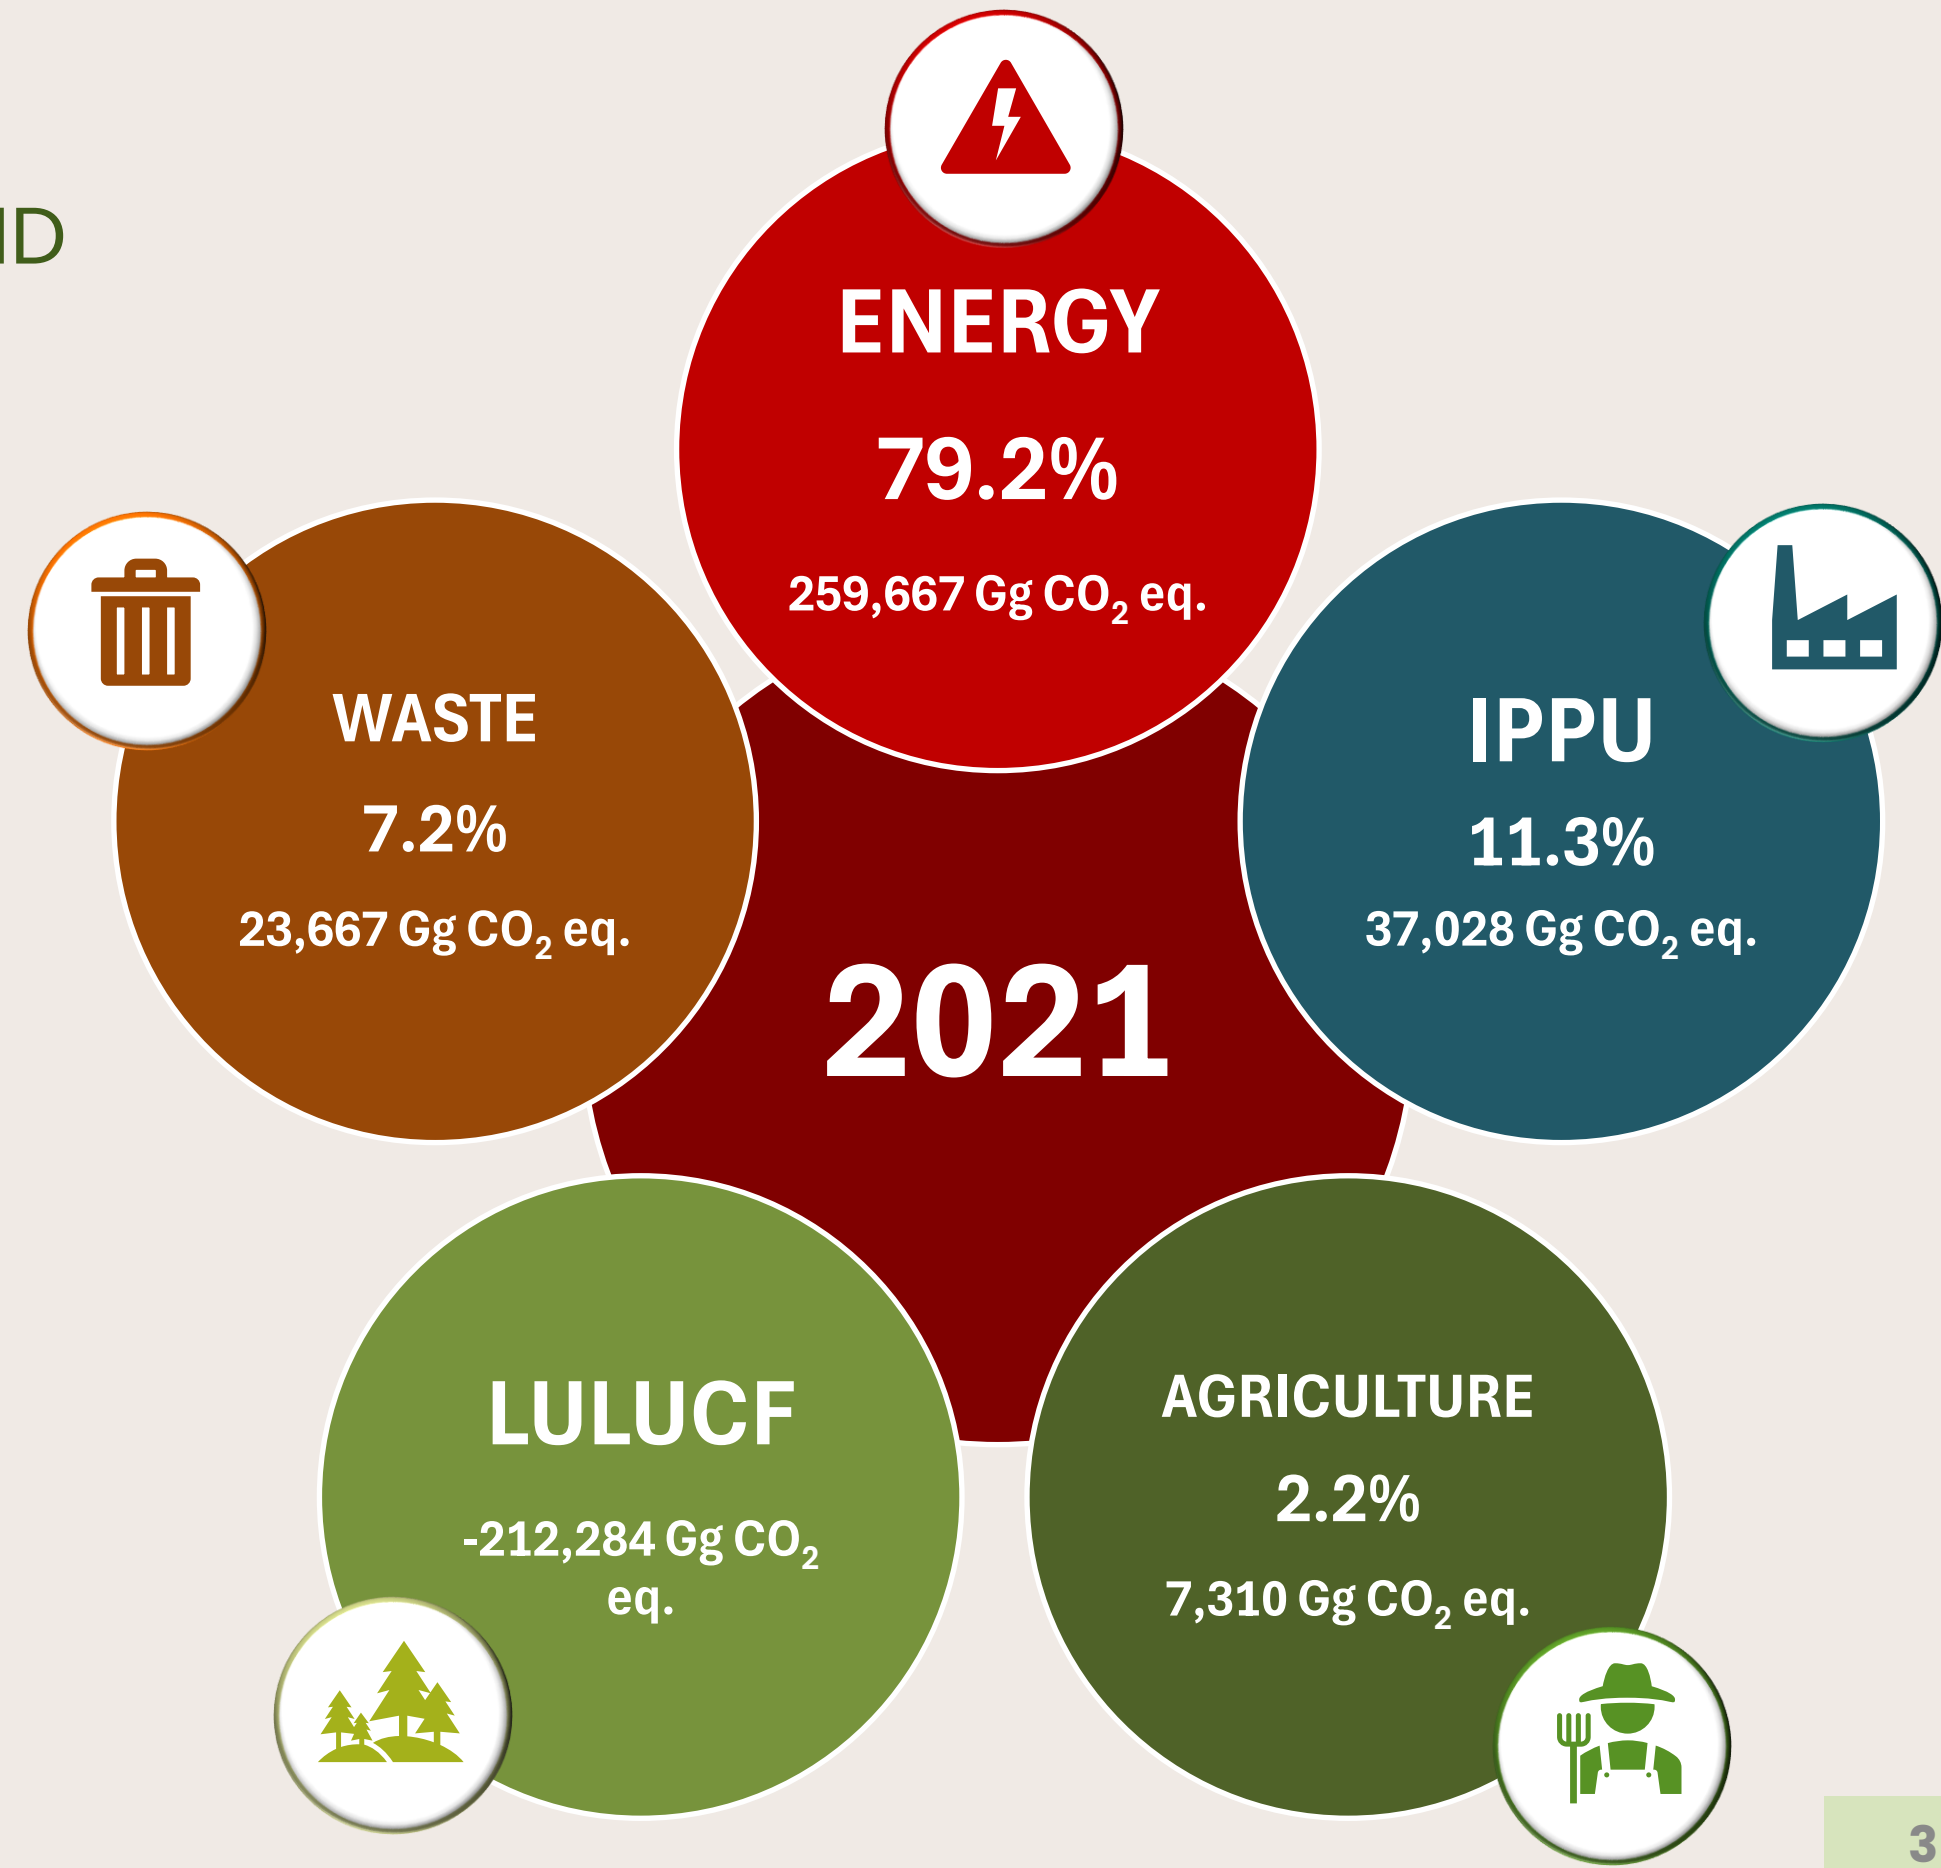 ND
ENERGY
79.2%
259,667 Gg CO₂ eq.
WASTE
7.2%
23,667 Gg CO₂ eq.
IPPU
11.3%
37,028 Gg CO₂ eq.
2021
LULUCF
-212,284 Gg CO₂
eq.
AGRICULTURE
2.2%
7,310 Gg CO₂ eq.
3